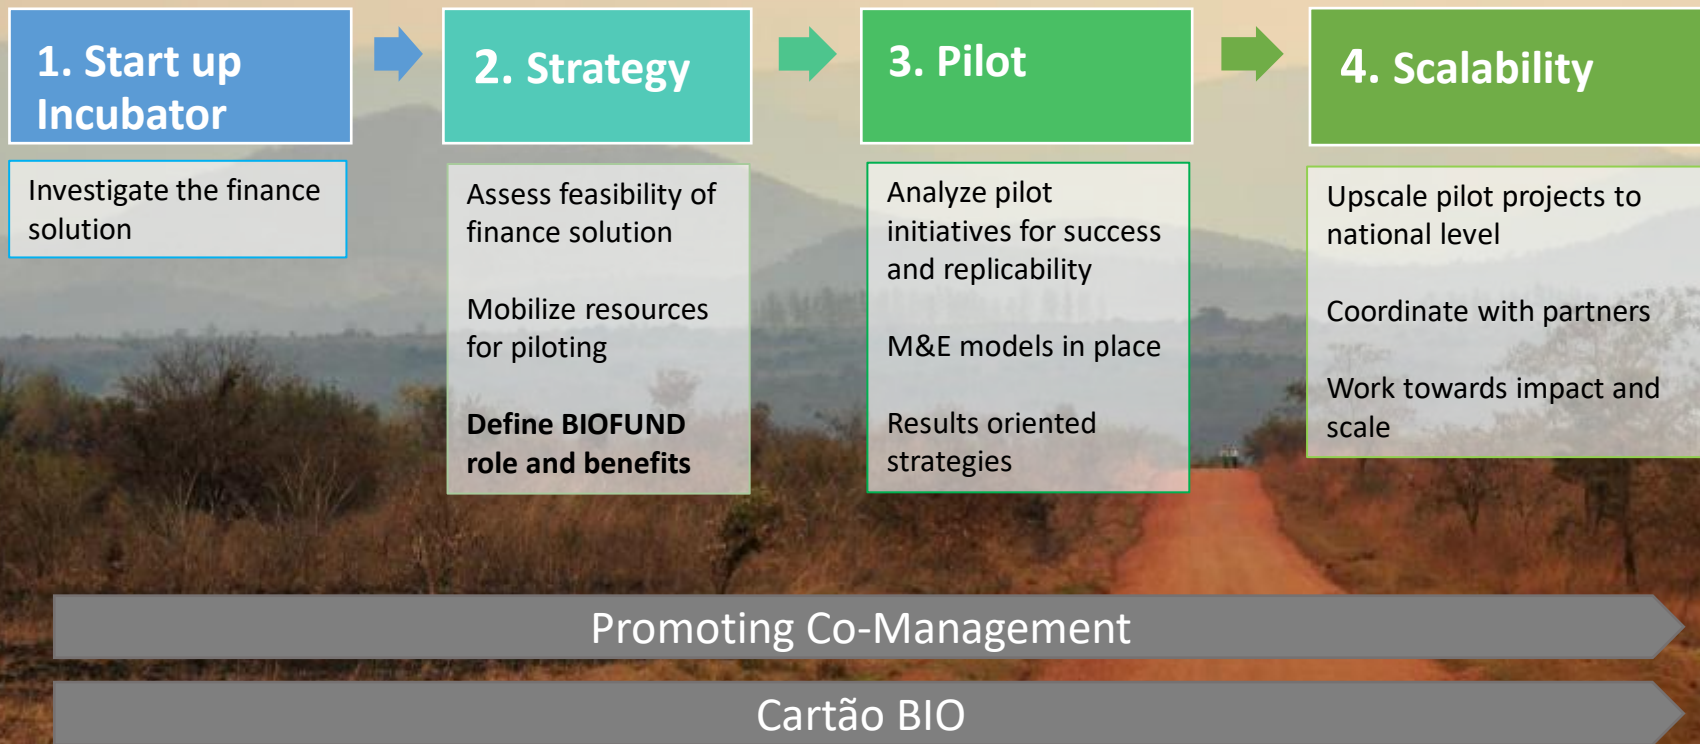 1. Start up
Incubator
Investigate the finance
solution
2. Strategy
Assess feasibility of
finance solution
Mobilize resources
for piloting
Define BIOFUND
role and benefits
3. Pilot
Analyze pilot
initiatives for success
and replicability
M&E models in place
Results oriented
strategies
4. Scalability
Upscale pilot projects to
national level
Coordinate with partners
Work towards impact and
scale
Promoting Co-Management
Cartão BIO